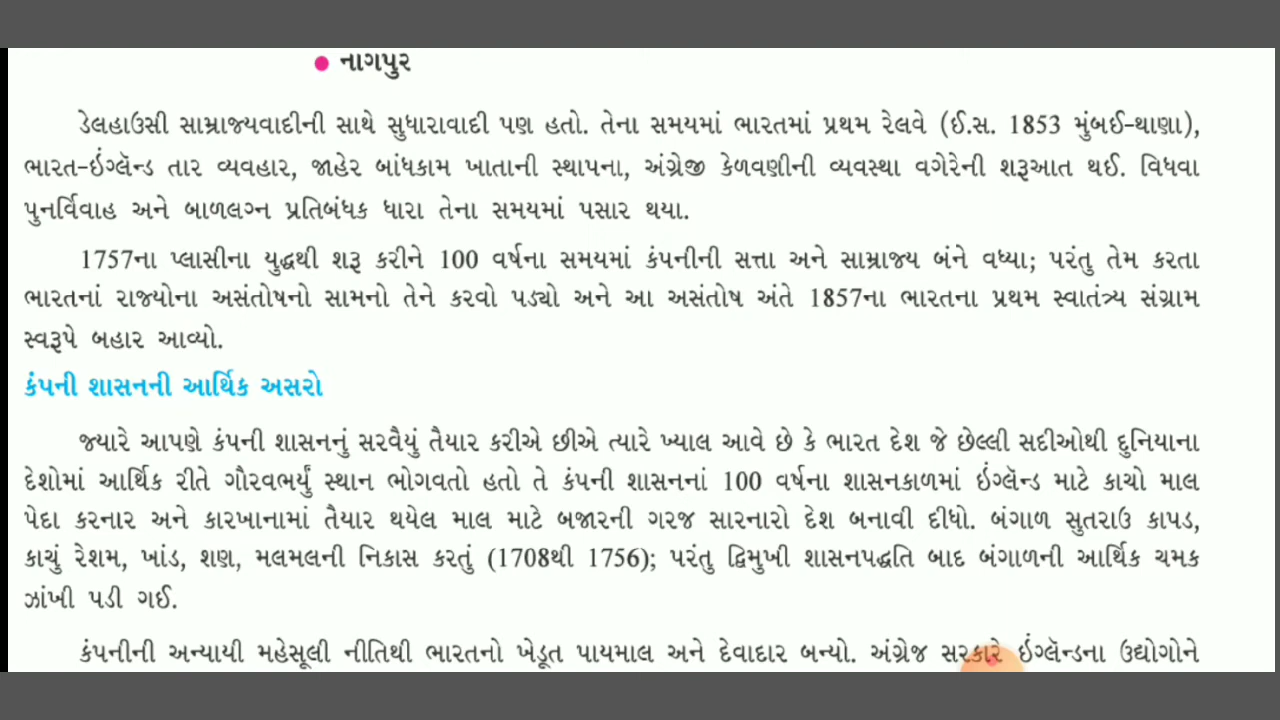 ● નાગપુર
ડેલહાઉસી સામ્રાજ્યવાદીની સાથે સુધારાવાદી પણ હતો. તેના સમયમાં ભારતમાં પ્રથમ રેલવે (ઈ.સ. 1853 મુંબઈ-થાણા),
ભારત-ઇંગ્લૅન્ડ તાર વ્યવહાર, જાહેર બાંધકામ ખાતાની સ્થાપના, અંગ્રેજી કેળવણીની વ્યવસ્થા વગેરેની શરૂઆત થઈ. વિધવા
પુનર્વિવાહ અને બાળલગ્ન પ્રતિબંધક ધારા તેના સમયમાં પસાર થયા.
1757ના પ્લાસીના યુદ્ધથી શરૂ કરીને 100 વર્ષના સમયમાં કંપનીની સત્તા અને સામ્રાજ્ય બંને વધ્યા; પરંતુ તેમ કરતા
ભારતનાં રાજ્યોના અસંતોષનો સામનો તેને કરવો પડ્યો અને આ અસંતોષ અંતે 1857ના ભારતના પ્રથમ સ્વાતંત્ર્ય સંગ્રામ
સ્વરૂપે બહાર આવ્યો.
કંપની શાસનની આર્થિક અસરો
જ્યારે આપણે કંપની શાસનનું સરવૈયું તૈયાર કરીએ છીએ ત્યારે ખ્યાલ આવે છે કે ભારત દેશ જે છેલ્લી સદીઓથી દુનિયાના
દેશોમાં આર્થિક રીતે ગૌરવભર્યું સ્થાન ભોગવતો હતો તે કંપની શાસનનાં 100 વર્ષના શાસનકાળમાં ઇંગ્લૅન્ડ માટે કાચો માલ
પેદા કરનાર અને કારખાનામાં તૈયાર થયેલ માલ માટે બજારની ગરજ સારનારો દેશ બનાવી દીધો. બંગાળ સુતરાઉ કાપડ,
કાચું રેશમ, ખાંડ, શણ, મલમલની નિકાસ કરતું (1708થી 1756); પરંતુ દ્વિમુખી શાસનપદ્ધતિ બાદ બંગાળની આર્થિક ચમક
ઝાંખી પડી ગઈ.
કંપનીની અન્યાયી મહેસૂલી નીતિથી ભારતનો ખેડૂત પાયમાલ અને દેવાદાર બન્યો. અંગ્રેજ સરકારે ઇંગ્લૅન્ડના ઉદ્યોગોને